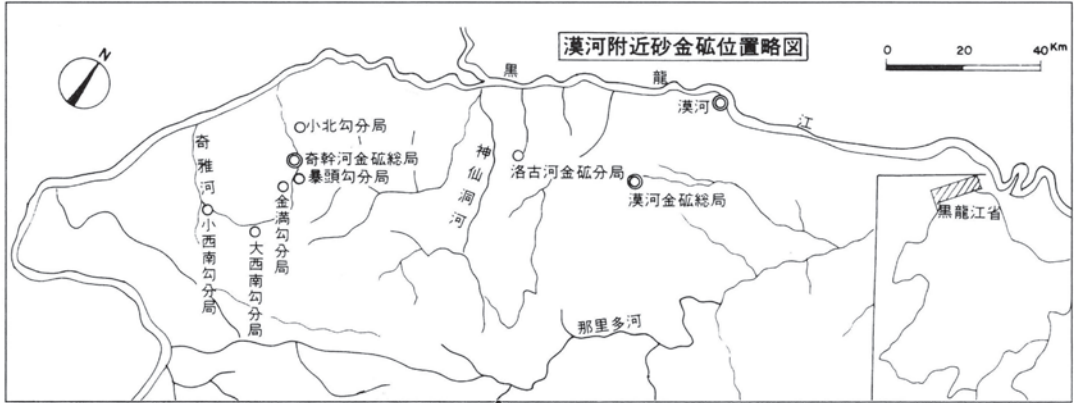 漠河附近砂金砿位置略図
N
0 20 40 Km
黒龍江
漠河
小北勾分局
奇雅河
奇幹河金砿総局
暴頭勾分局
金満勾分局
神仙洞河
洛古河金砿分局
漠河金砿総局
小西南勾分局
大西南勾分局
那里多河
黒龍江省